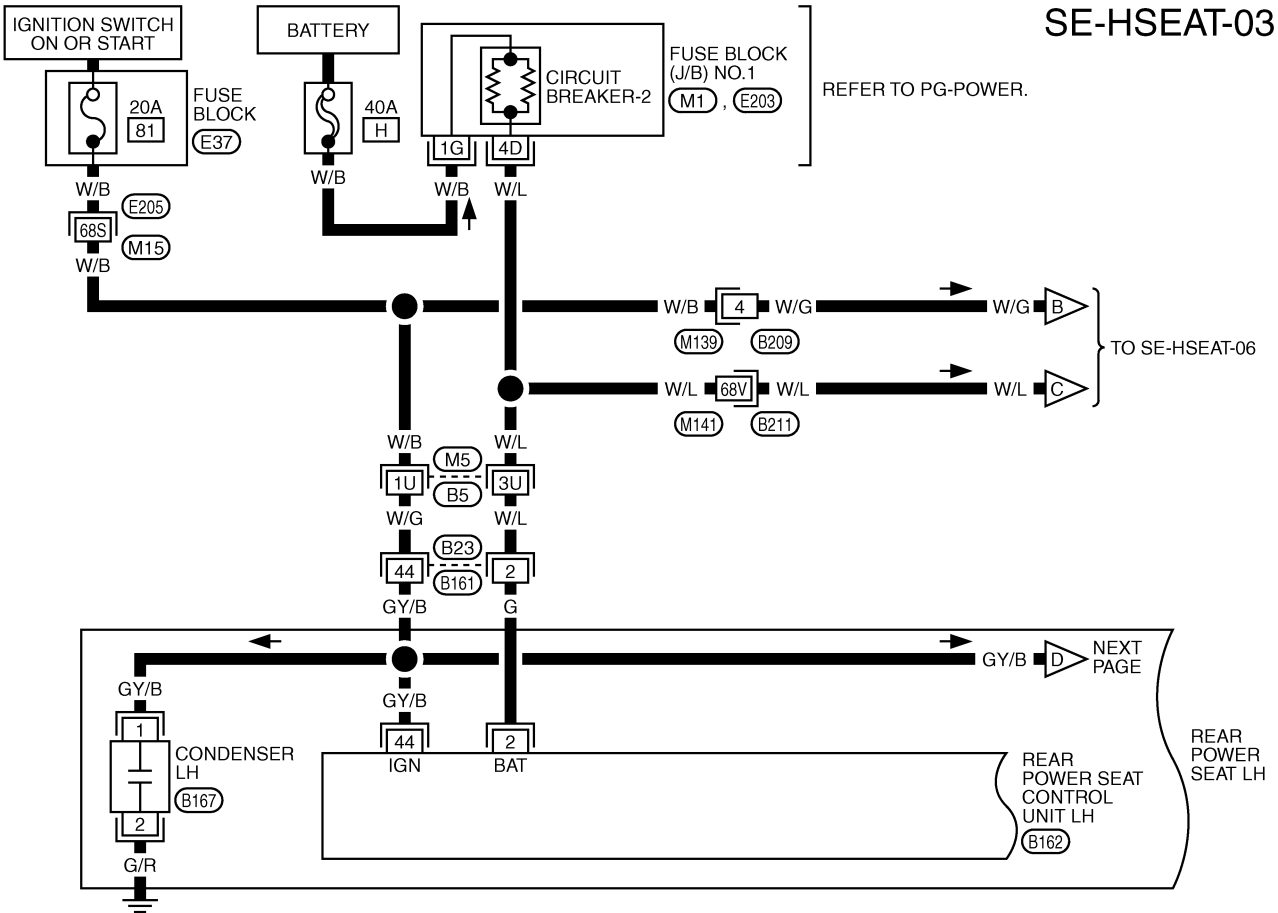 SE-HSEAT-03
IGNITION SWITCH
ON OR START
BATTERY
FUSE BLOCK
(J/B) NO.1
M1 , E203
CIRCUIT
BREAKER-2
REFER TO PG-POWER.
20A
81
FUSE
BLOCK
E37
40A
H
1G
4D
W/B
W/B
W/B
W/L
E205
68S
M15
W/B
W/B
4
W/G
W/G
B
M139
B209
TO SE-HSEAT-06
W/L
68V
W/L
W/L
C
M141
B211
W/B
W/L
M5
1U
3U
B5
W/G
W/L
B23
44
2
B161
GY/B
G
GY/B
D
NEXT
PAGE
GY/B
GY/B
1
44
2
IGN
BAT
CONDENSER
LH
B167
2
G/R
REAR
POWER SEAT
CONTROL
UNIT LH
B162
REAR
POWER
SEAT LH